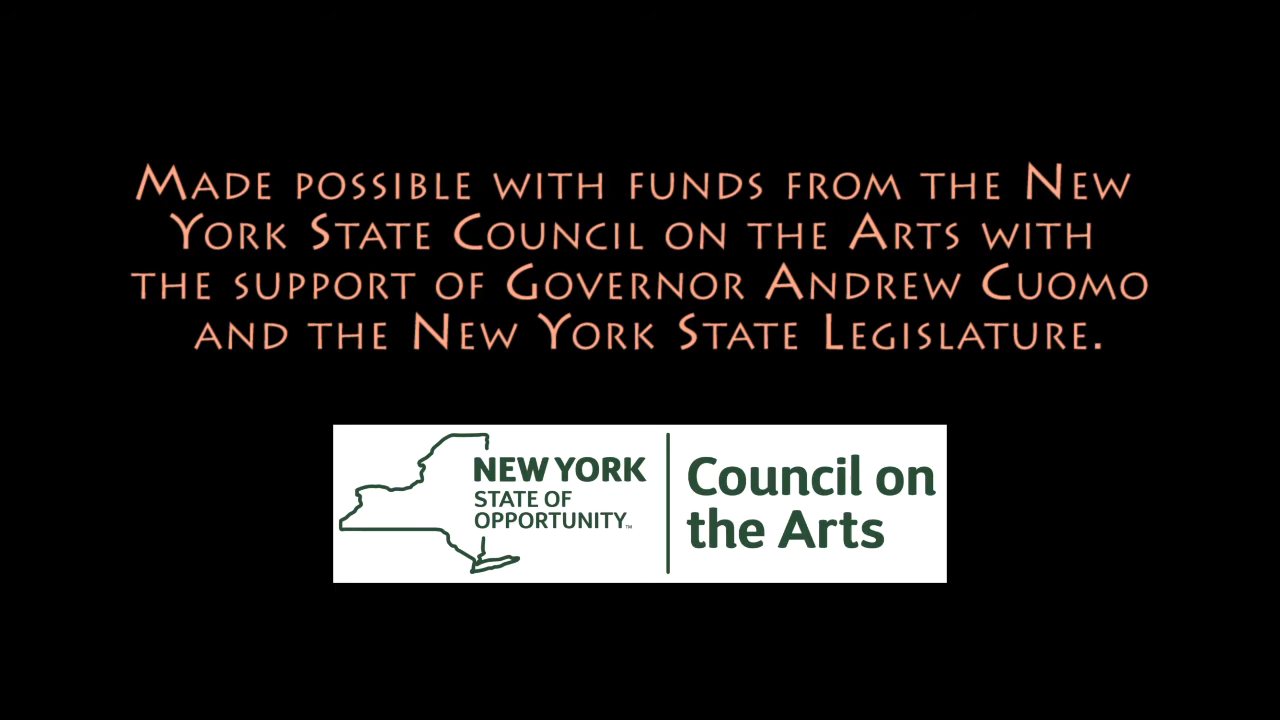 Made possible with funds from the New
York State Council on the Arts with
the support of Governor Andrew Cuomo
and the New York State Legislature.
NEW YORK
STATE OF
OPPORTUNITY™
Council on
the Arts